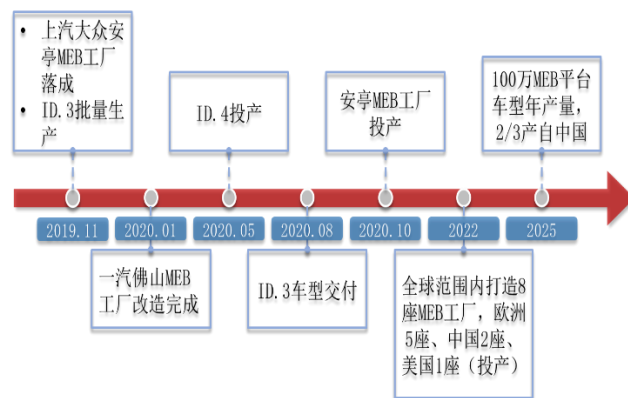 • 上汽大众安
亭MEB工厂
落成
• ID.3批量生
产
ID.4投产
安亭MEB工厂
投产
100万MEB平台
车型年产量，
2/3产自中国
2019.11
2020.01
2020.05
2020.08
2020.10
2022
2025
一汽佛山MEB
工厂改造完成
ID.3车型交付
全球范围内打造8
座MEB工厂，欧洲
5座、中国2座、
美国1座（投产）